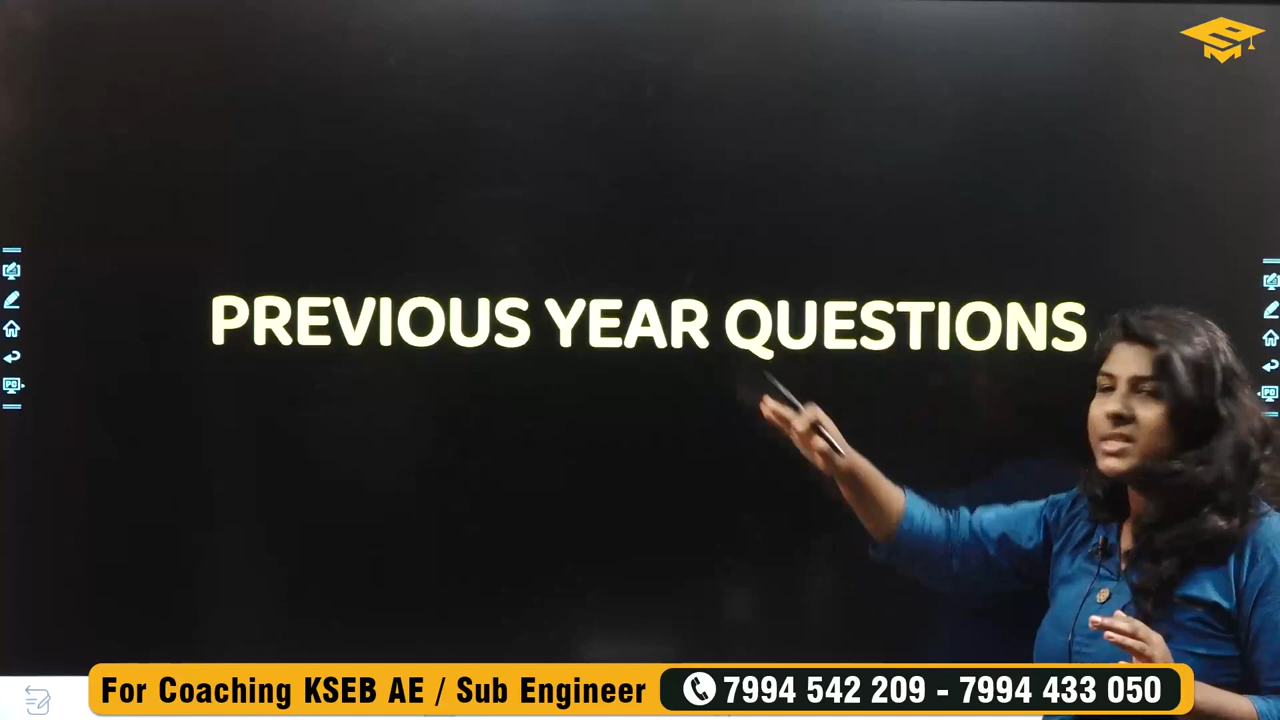 PREVIOUS YEAR QUESTIONS
For Coaching KSEB AE / Sub Engineer
7994 542 209 - 7994 433 050